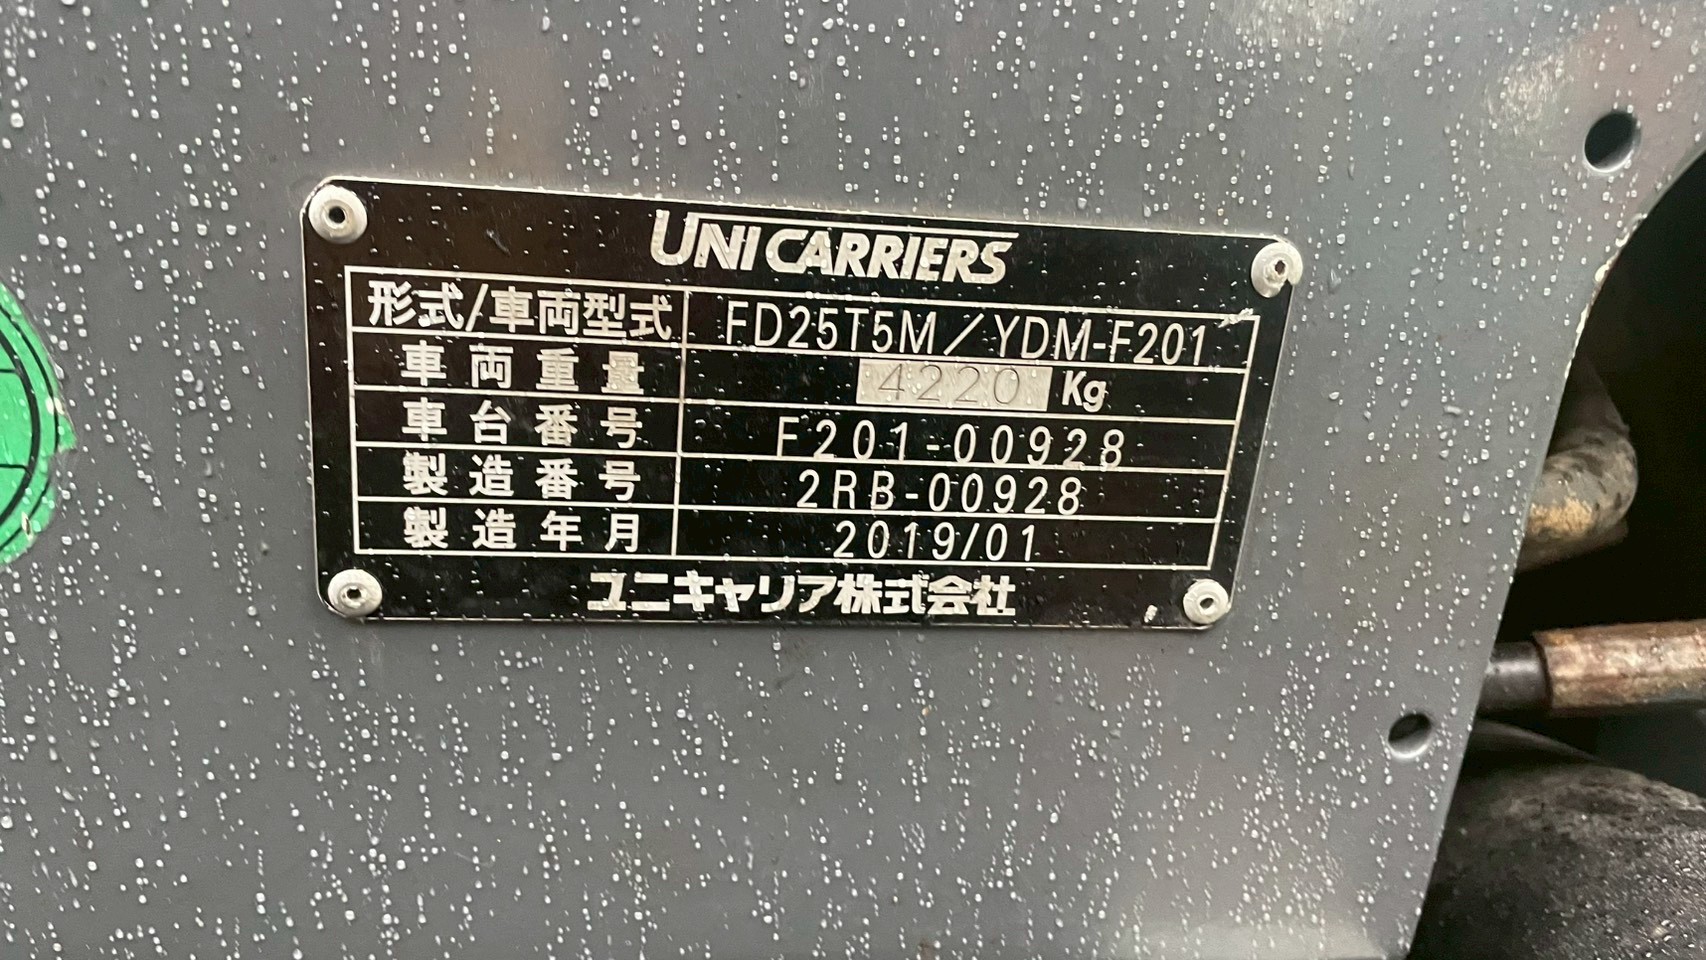 UNICARRIERS
形式/車両型式 FD25T5M／YDM-F201
車両重量 4220 Kg
車台番号 F201-00928
製造番号 2RB-00928
製造年月 2019/01
ユニキャリア株式会社